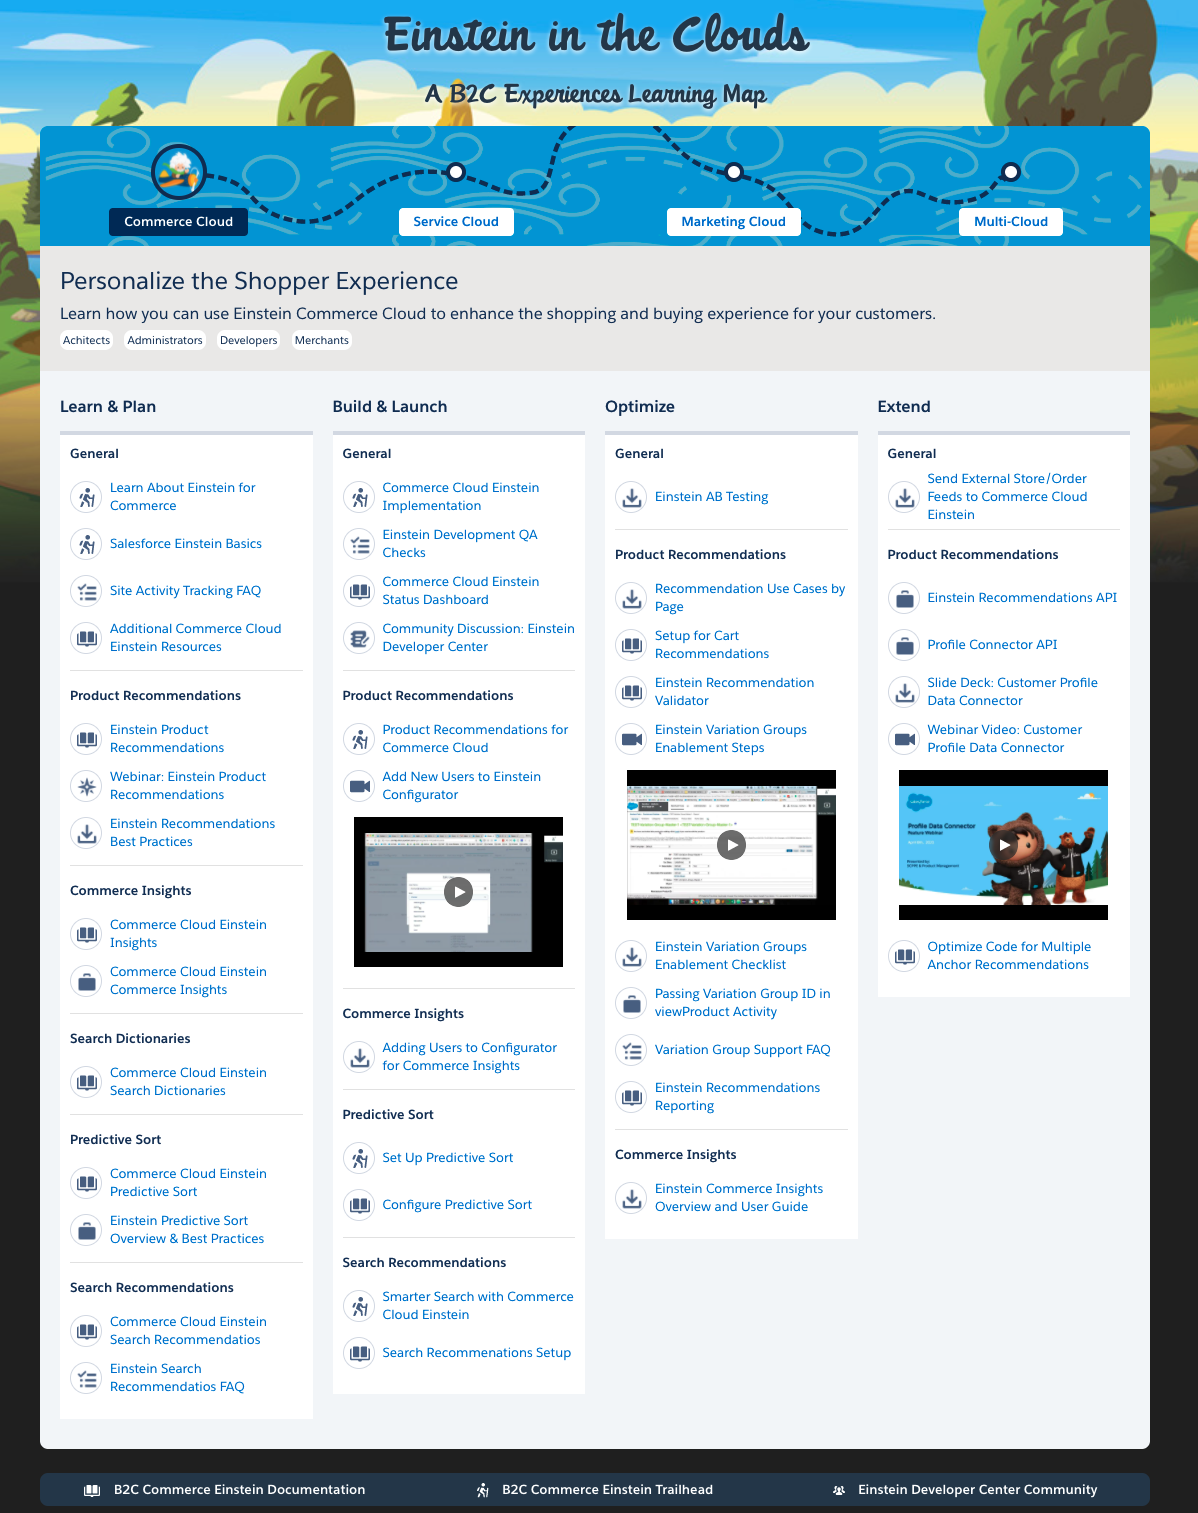 Einstein in the Clouds
A B2C Experiences Learning Map
Commerce Cloud
Service Cloud
Marketing Cloud
Multi-Cloud
Personalize the Shopper Experience
Learn how you can use Einstein Commerce Cloud to enhance the shopping and buying experience for your customers.
Achitects
Administrators
Developers
Merchants
Learn & Plan
General
Learn About Einstein for
Commerce
Salesforce Einstein Basics
Site Activity Tracking FAQ
Additional Commerce Cloud
Einstein Resources
Product Recommendations
Einstein Product
Recommendations
Webinar: Einstein Product
Recommendations
Einstein Recommendations
Best Practices
Commerce Insights
Commerce Cloud Einstein
Insights
Commerce Cloud Einstein
Commerce Insights
Search Dictionaries
Commerce Cloud Einstein
Search Dictionaries
Predictive Sort
Commerce Cloud Einstein
Predictive Sort
Einstein Predictive Sort
Overview & Best Practices
Search Recommendations
Commerce Cloud Einstein
Search Recommendatios
Einstein Search
Recommendatios FAQ
Build & Launch
General
Commerce Cloud Einstein
Implementation
Einstein Development QA
Checks
Commerce Cloud Einstein
Status Dashboard
Community Discussion: Einstein
Developer Center
Product Recommendations
Product Recommendations for
Commerce Cloud
Add New Users to Einstein
Configurator
Commerce Insights
Adding Users to Configurator
for Commerce Insights
Predictive Sort
Set Up Predictive Sort
Configure Predictive Sort
Search Recommendations
Smarter Search with Commerce
Cloud Einstein
Search Recommenations Setup
Optimize
General
Einstein AB Testing
Product Recommendations
Recommendation Use Cases by
Page
Setup for Cart
Recommendations
Einstein Recommendation
Validator
Einstein Variation Groups
Enablement Steps
Einstein Variation Groups
Enablement Checklist
Passing Variation Group ID in
viewProduct Activity
Variation Group Support FAQ
Einstein Recommendations
Reporting
Commerce Insights
Einstein Commerce Insights
Overview and User Guide
Extend
General
Send External Store/Order
Feeds to Commerce Cloud
Einstein
Product Recommendations
Einstein Recommendations API
Profile Connector API
Slide Deck: Customer Profile
Data Connector
Webinar Video: Customer
Profile Data Connector
Profile Data Connector
Feature Webinar
Optimize Code for Multiple
Anchor Recommendations
B2C Commerce Einstein Documentation
B2C Commerce Einstein Trailhead
Einstein Developer Center Community